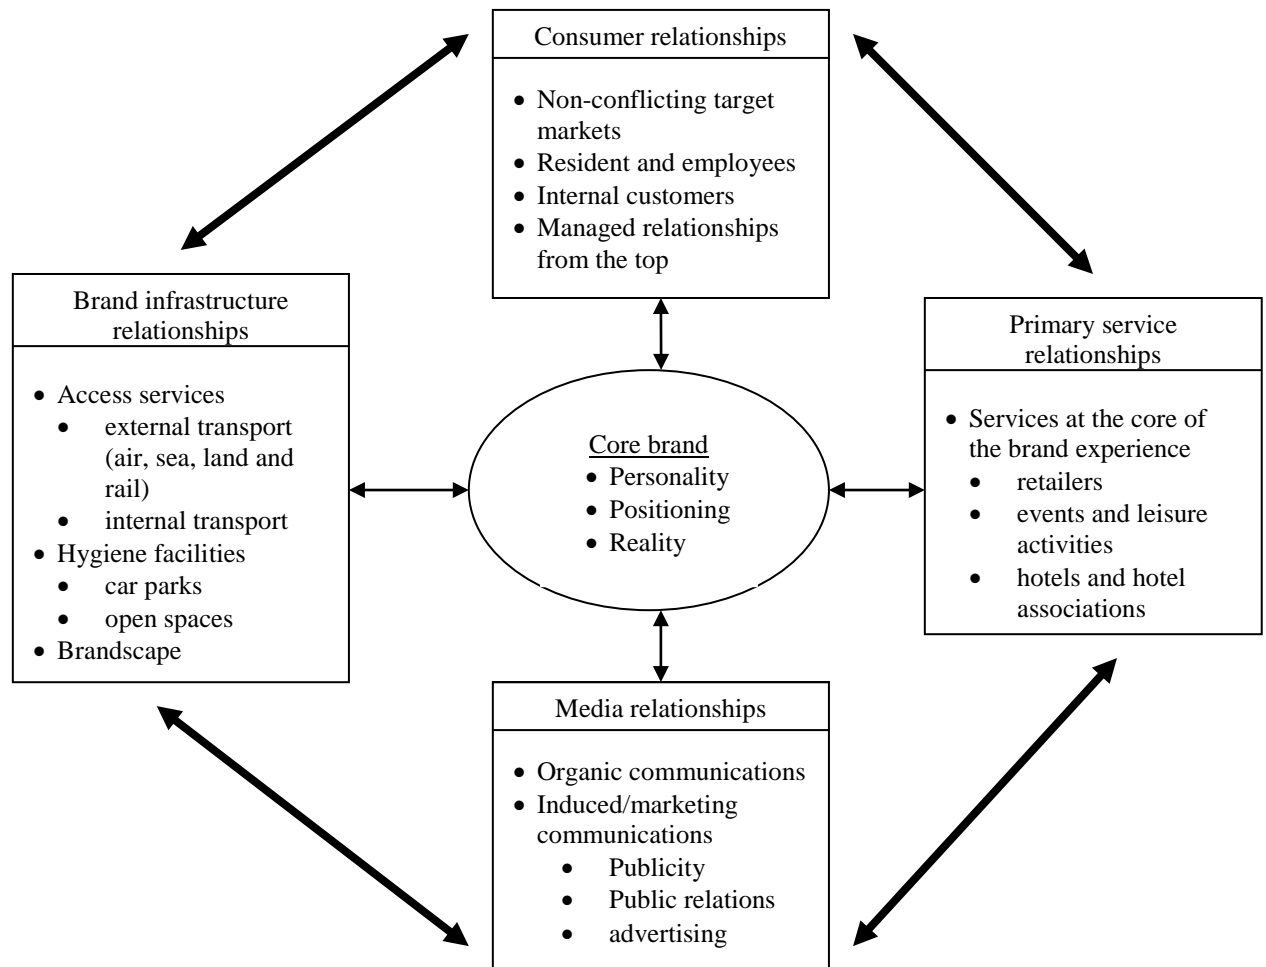 Consumer relationships
• Non-conflicting target
markets
• Resident and employees
• Internal customers
• Managed relationships
from the top
Brand infrastructure
relationships
• Access services
• external transport
(air, sea, land and
rail)
• internal transport
• Hygiene facilities
• car parks
• open spaces
• Brandscape
Core brand
• Personality
• Positioning
• Reality
Primary service
relationships
• Services at the core of
the brand experience
• retailers
• events and leisure
activities
• hotels and hotel
associations
Media relationships
• Organic communications
• Induced/marketing
communications
• Publicity
• Public relations
• advertising